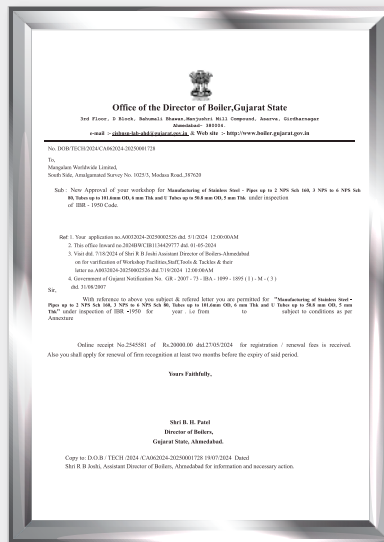 Office of the Director of Boiler,Gujarat State
3rd Floor, D Block, Bahumali Bhawan,Manjushri Mill Compound, Asarva, Girdharnagar
Ahmedabad- 380004.
e-mail :- cishusn-lab-ahd@gujarat.gov.in & Web site :- http://www.boiler.gujarat.gov.in
No. DOB/TECH/2024/CA062024-20250001728
To,
Mangalam Worldwide Limited,
South Side, Amalgamated Survey No. 1025/3, Modasa Road,,387620
Sub : New Approval of your workshop for Manufacturing of Stainless Steel - Pipes up to 2 NPS Sch 160, 3 NPS to 6 NPS Sch
80, Tubes up to 101.6mm OD, 6 mm Thk and U Tubes up to 50.8 mm OD, 5 mm Thk under inspection
of IBR - 1950 Code.
Ref: 1. Your application no.A0032024-20250002526 dtd. 5/1/2024 12:00:00AM
2. This office Inward no 2024BWCIB1134429777 dtd. 01-05-2024
3. Visit dtd. 7/18/2024 of Shri R B Joshi Assistant Director of Boilers-Ahmedabad
on for varification of Workshop Facilities,Staff,Tools & Tackles & their
letter no.A0032024-20250002526 dtd.7/19/2024 12:00:00AM
4. Government of Gujarat Notification No: GR - 2007 - 73 - IBA - 1099 - 1895 ( 1 ) - M - ( 3 )
dtd. 31/08/2007
Sir,
With reference to above you subject & refered letter you are permitted for "Manufacturing of Stainless Steel -
Pipes up to 2 NPS Sch 160, 3 NPS to 6 NPS Sch 80, Tubes up to 101.6mm OD, 6 mm Thk and U Tubes up to 50.8 mm OD, 5 mm
Thk" under inspection of IBR -1950 for year . i.e from to subject to conditions as per
Annexture
Online receipt No.2545581 of Rs.20000.00 dtd.27/05/2024 for registration / renewal fees is received.
Also you shall apply for renewal of firm recognition at least two months before the expiry of said period.
Yours Faithfully,
Shri B. H. Patel
Director of Boilers,
Gujarat State, Ahmedabad.
Copy to: D.O.B / TECH /2024 /CA062024-20250001728 19/07/2024 Dated
Shri R B Joshi, Assistant Director of Boilers, Ahmedabad for information and necessary action.